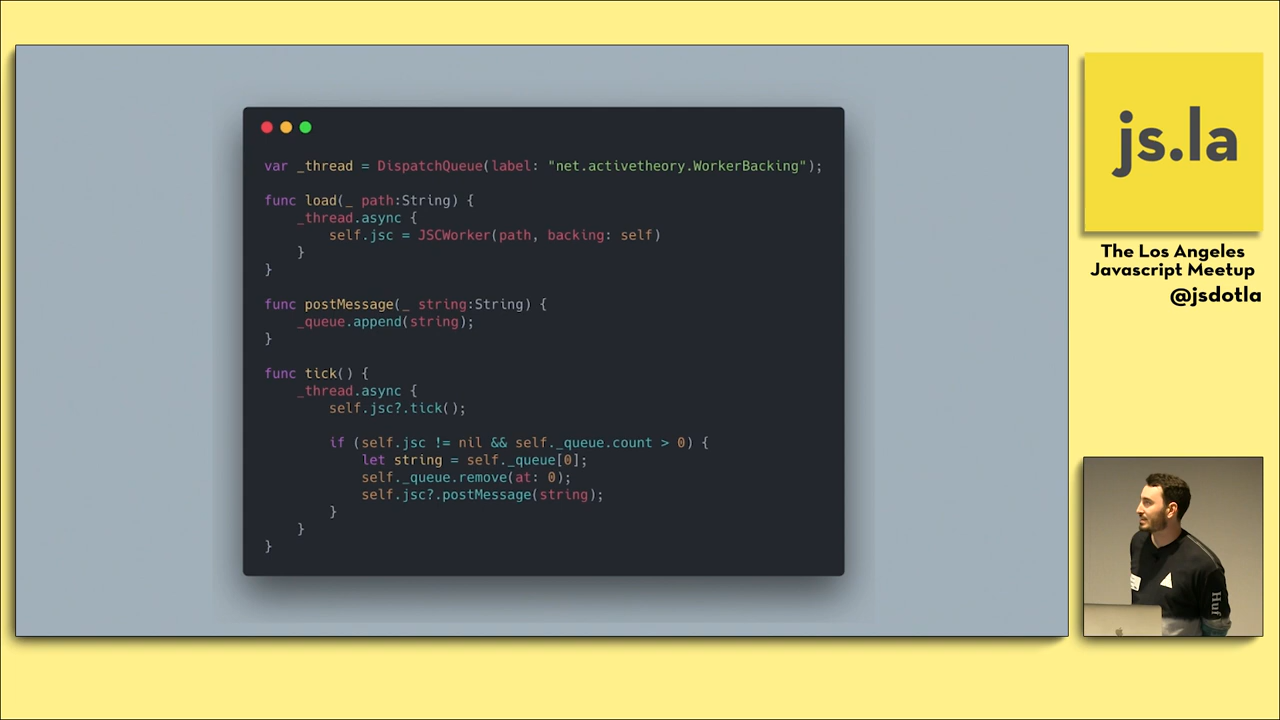 var _thread = DispatchQueue(label: "net.activetheory.WorkerBacking");
func load(_ path:String) {
_thread.async {
self.jsc = JSCWorker(path, backing: self)
}
}
func postMessage(_ string:String) {
_queue.append(string);
}
func tick() {
_thread.async {
self.jsc?.tick();
if (self.jsc != nil && self._queue.count > 0) {
let string = self._queue[0];
self._queue.remove(at: 0);
self.jsc?.postMessage(string);
}
}
}
js.la
The Los Angeles
Javascript Meetup
@jsdotla
Huf